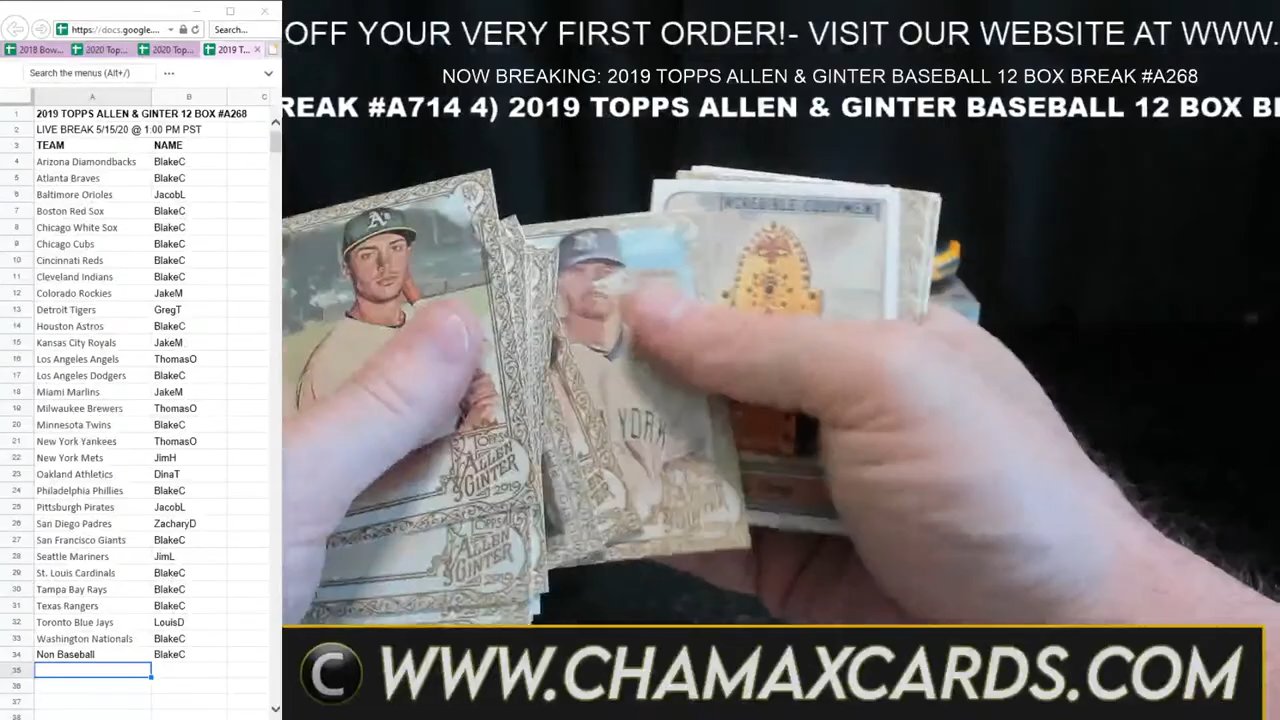 https://docs.google....
Search...
2018 Bow...
2020 Top...
2020 Top...
2019 T...
Search the menus (Alt+/)
A B C
1 2019 TOPPS ALLEN & GINTER 12 BOX #A268
2 LIVE BREAK 5/15/20 @ 1:00 PM PST
3 TEAM NAME
4 Arizona Diamondbacks BlakeC
5 Atlanta Braves BlakeC
6 Baltimore Orioles JacobL
7 Boston Red Sox BlakeC
8 Chicago White Sox BlakeC
9 Chicago Cubs BlakeC
10 Cincinnati Reds BlakeC
11 Cleveland Indians BlakeC
12 Colorado Rockies JakeM
13 Detroit Tigers GregT
14 Houston Astros BlakeC
15 Kansas City Royals JakeM
16 Los Angeles Angels ThomasO
17 Los Angeles Dodgers BlakeC
18 Miami Marlins JakeM
19 Milwaukee Brewers ThomasO
20 Minnesota Twins BlakeC
21 New York Yankees ThomasO
22 New York Mets JimH
23 Oakland Athletics DinaT
24 Philadelphia Phillies BlakeC
25 Pittsburgh Pirates JacobL
26 San Diego Padres ZacharyD
27 San Francisco Giants BlakeC
28 Seattle Mariners JimL
29 St. Louis Cardinals BlakeC
30 Tampa Bay Rays BlakeC
31 Texas Rangers BlakeC
32 Toronto Blue Jays LouisD
33 Washington Nationals BlakeC
34 Non Baseball BlakeC
35
36
37
38
OFF YOUR VERY FIRST ORDER!- VISIT OUR WEBSITE AT WWW.
NOW BREAKING: 2019 TOPPS ALLEN & GINTER BASEBALL 12 BOX BREAK #A268
REAK #A714 4) 2019 TOPPS ALLEN & GINTER BASEBALL 12 BOX B
A's
TOPPS
ALLEN
& GINTER
2019
TOPPS
ALLEN
& GINTER
2019
YORK
INCREDIBLE EQUIPMENT
C WWW.CHAMAXCARDS.COM